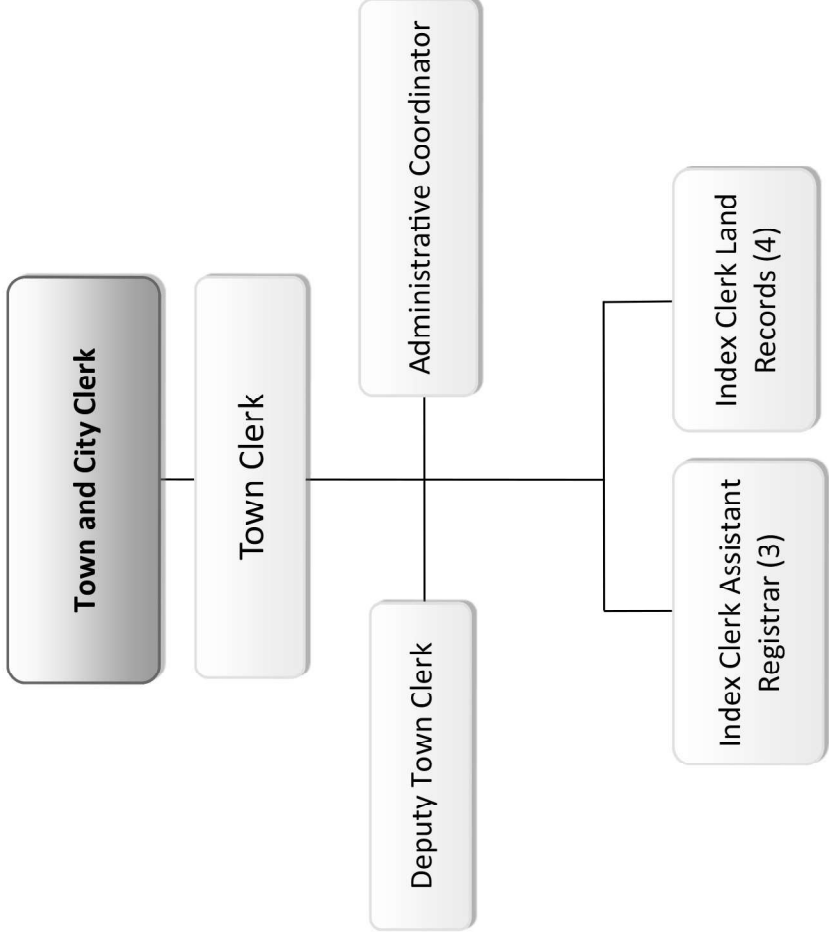 Town and City Clerk
Town Clerk
Deputy Town Clerk
Administrative Coordinator
Index Clerk Assistant
Registrar (3)
Index Clerk Land
Records (4)